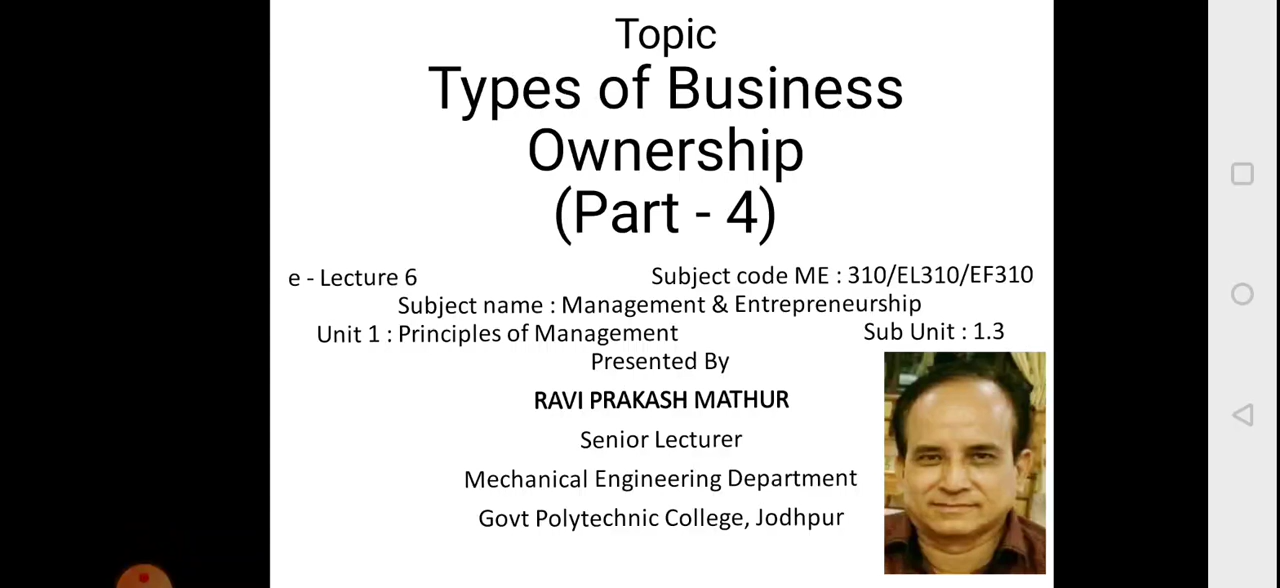 Topic
Types of Business
Ownership
(Part - 4)
e - Lecture 6 Subject code ME : 310/EL310/EF310
Subject name : Management & Entrepreneurship
Unit 1 : Principles of Management Sub Unit : 1.3
Presented By
RAVI PRAKASH MATHUR
Senior Lecturer
Mechanical Engineering Department
Govt Polytechnic College, Jodhpur